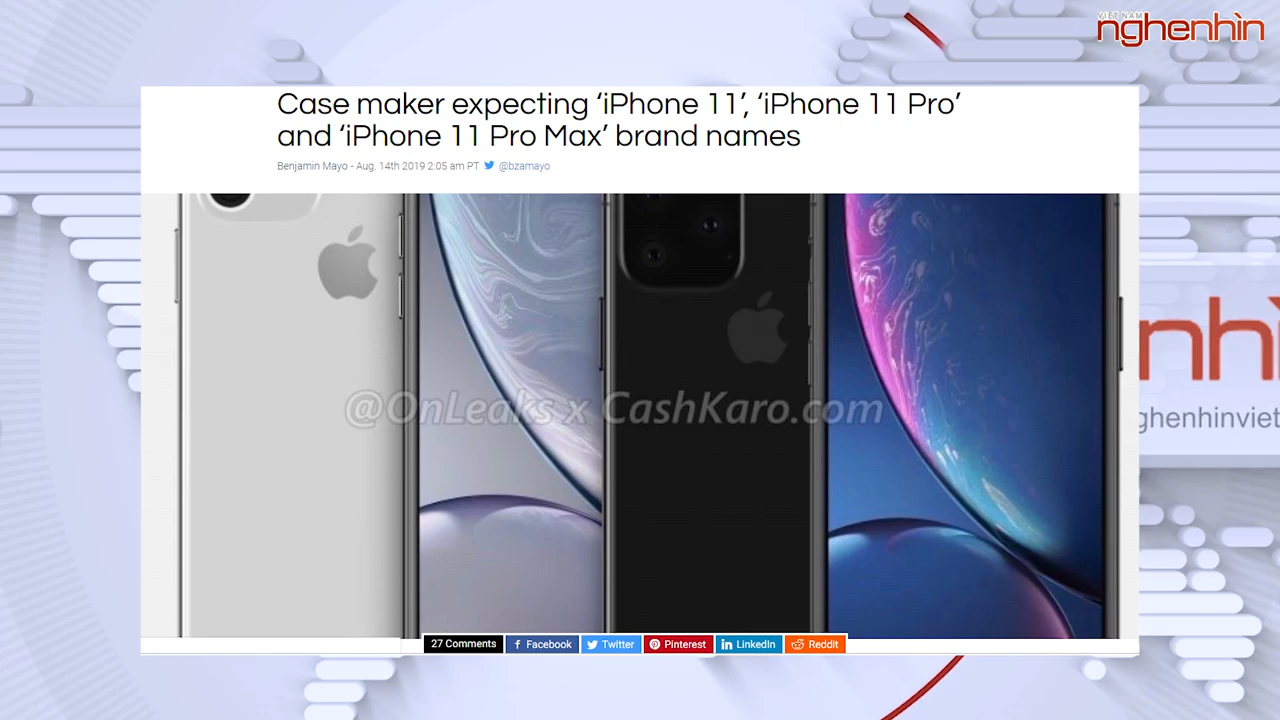 VIỆT NAM
nghenhìn
Case maker expecting ‘iPhone 11’, ‘iPhone 11 Pro’
and ‘iPhone 11 Pro Max’ brand names
Benjamin Mayo - Aug. 14th 2019 2:05 am PT @bzamayo
@OnLeaks x CashKaro.com
nhì
ghenhinviet
27 Comments Facebook Twitter Pinterest LinkedIn Reddit